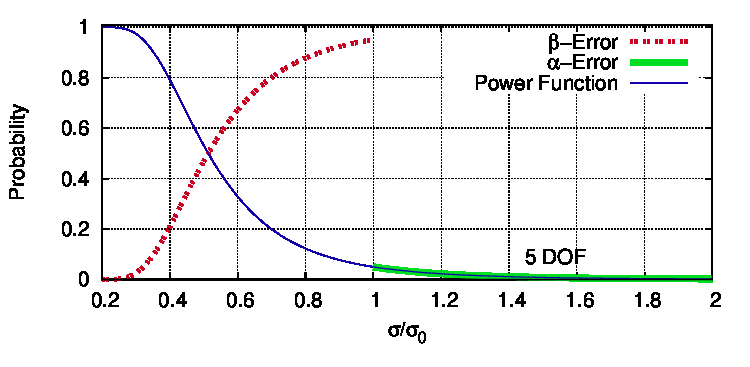 1
β–Error
α–Error
0.8
Power Function
0.6
Probability
0.4
0.2
5 DOF
0
0.2 0.4 0.6 0.8 1 1.2 1.4 1.6 1.8 2
σ/σ0